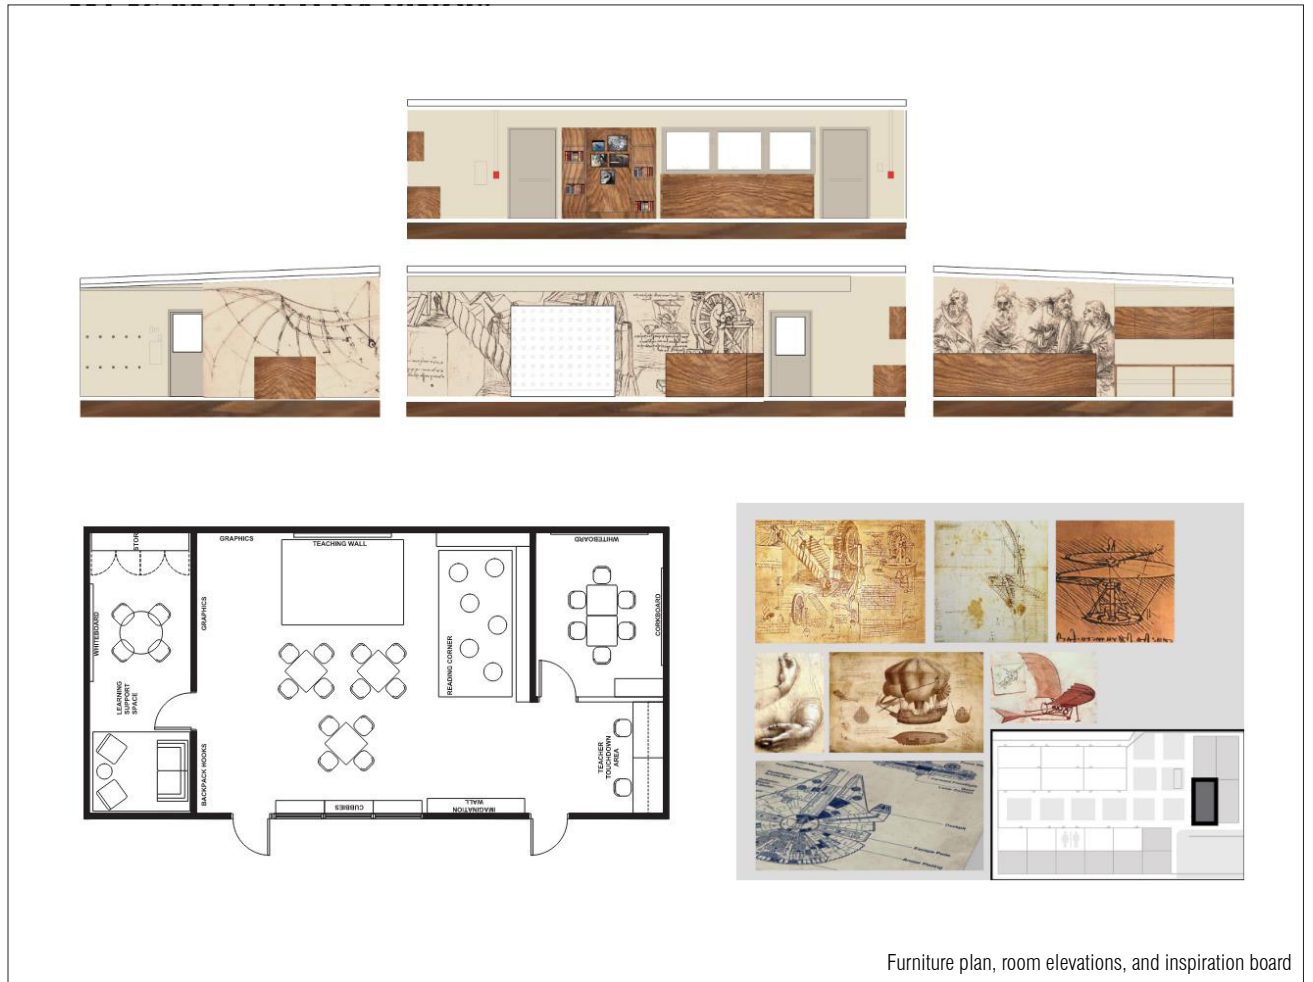 GRAPHICS
TEACHING WALL
STOR
WHITEBOARD
WHITEBOARD
GRAPHICS
CORKBOARD
READING CORNER
LEARNING
SUPPORT
SPACE
BACKPACK HOOKS
TEACHER
TOUCHDOWN
AREA
CUBBIES
IMAGINATION
WALL
Cockpit
Furniture plan, room elevations, and inspiration board